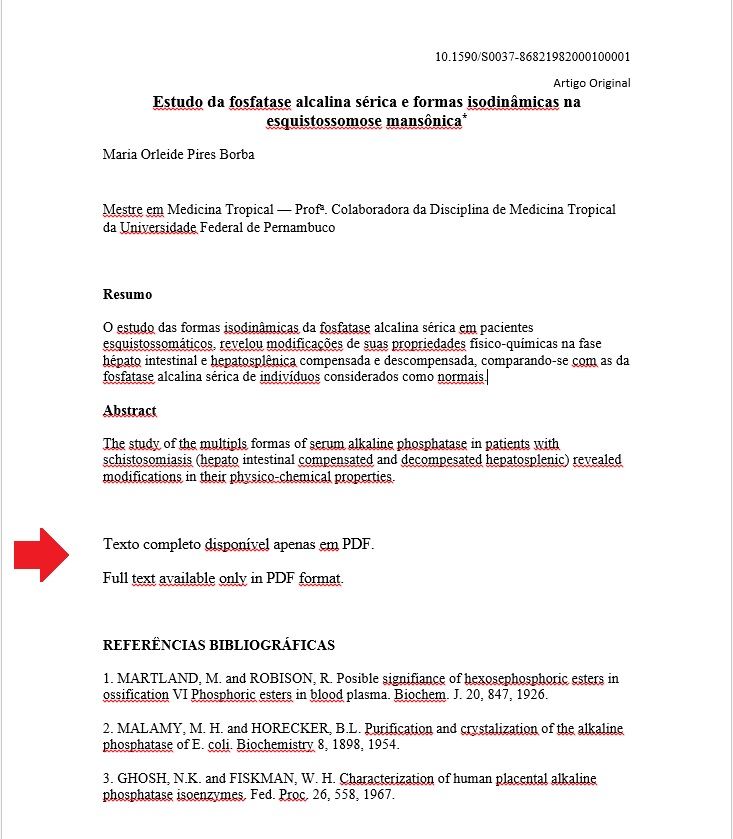 10.1590/S0037-86821982000100001
Artigo Original
Estudo da fosfatase alcalina sérica e formas isodinâmicas na
esquistossomose mansônica*
Maria Orleide Pires Borba
Mestre em Medicina Tropical — Profª. Colaboradora da Disciplina de Medicina Tropical
da Universidade Federal de Pernambuco
Resumo
O estudo das formas isodinâmicas da fosfatase alcalina sérica em pacientes
esquistossomáticos, revelou modificações de suas propriedades físico-químicas na fase
hépato intestinal e hepatosplênica compensada e descompensada, comparando-se com as da
fosfatase alcalina sérica de indivíduos considerados como normais.
Abstract
The study of the multipls formas of serum alkaline phosphatase in patients with
schistosomiasis (hepato intestinal compensated and decompesated hepatosplenic) revealed
modifications in their physico-chemical properties.
Texto completo disponível apenas em PDF.
Full text available only in PDF format.
REFERÊNCIAS BIBLIOGRÁFICAS
1. MARTLAND, M. and ROBISON, R. Posible signifiance of hexosephosphoric esters in
ossification VI Phosphoric esters in blood plasma. Biochem. J. 20, 847, 1926.
2. MALAMY, M. H. and HORECKER, B.L. Purification and crystalization of the alkaline
phosphatase of E. coli. Biochemistry 8, 1898, 1954.
3. GHOSH, N.K. and FISKMAN, W. H. Characterization of human placental alkaline
phosphatase isoenzymes. Fed. Proc. 26, 558, 1967.